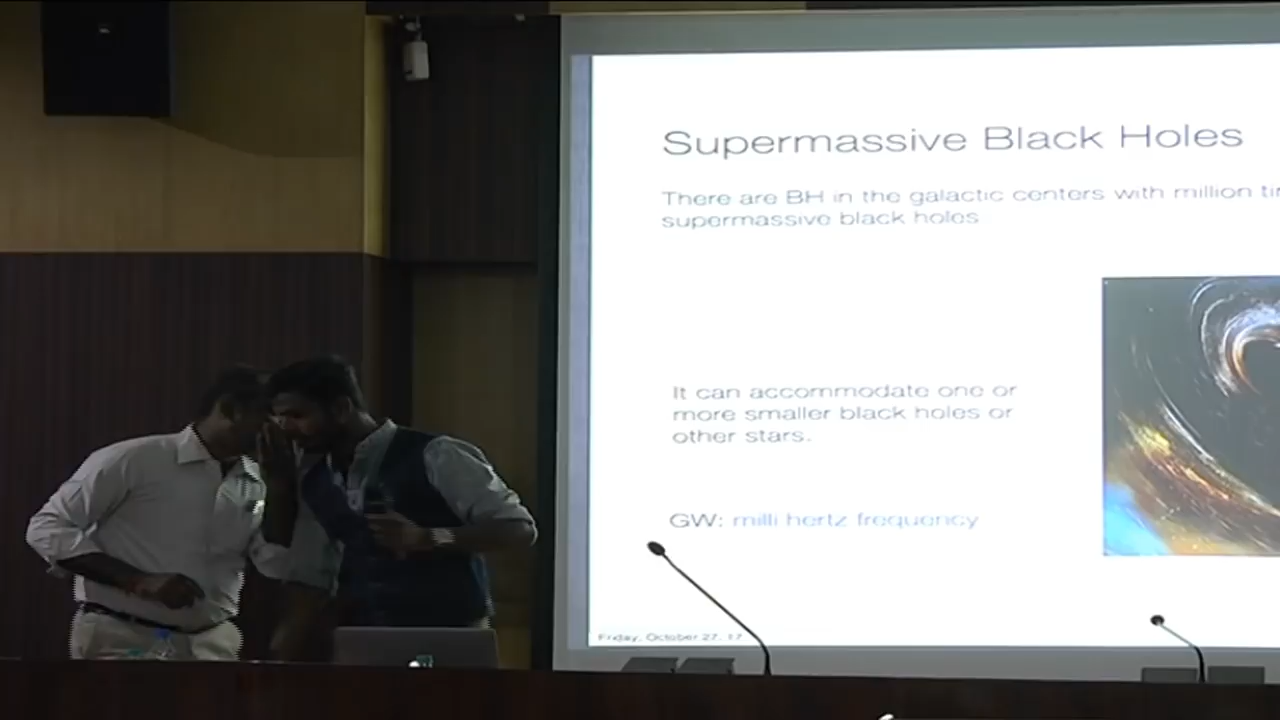 Supermassive Black Holes
There are BH in the galactic centers with million
supermassive black holes
It can accommodate one or
more smaller black holes or
other stars.
GW: milli hertz frequency
Friday, October 27, 17